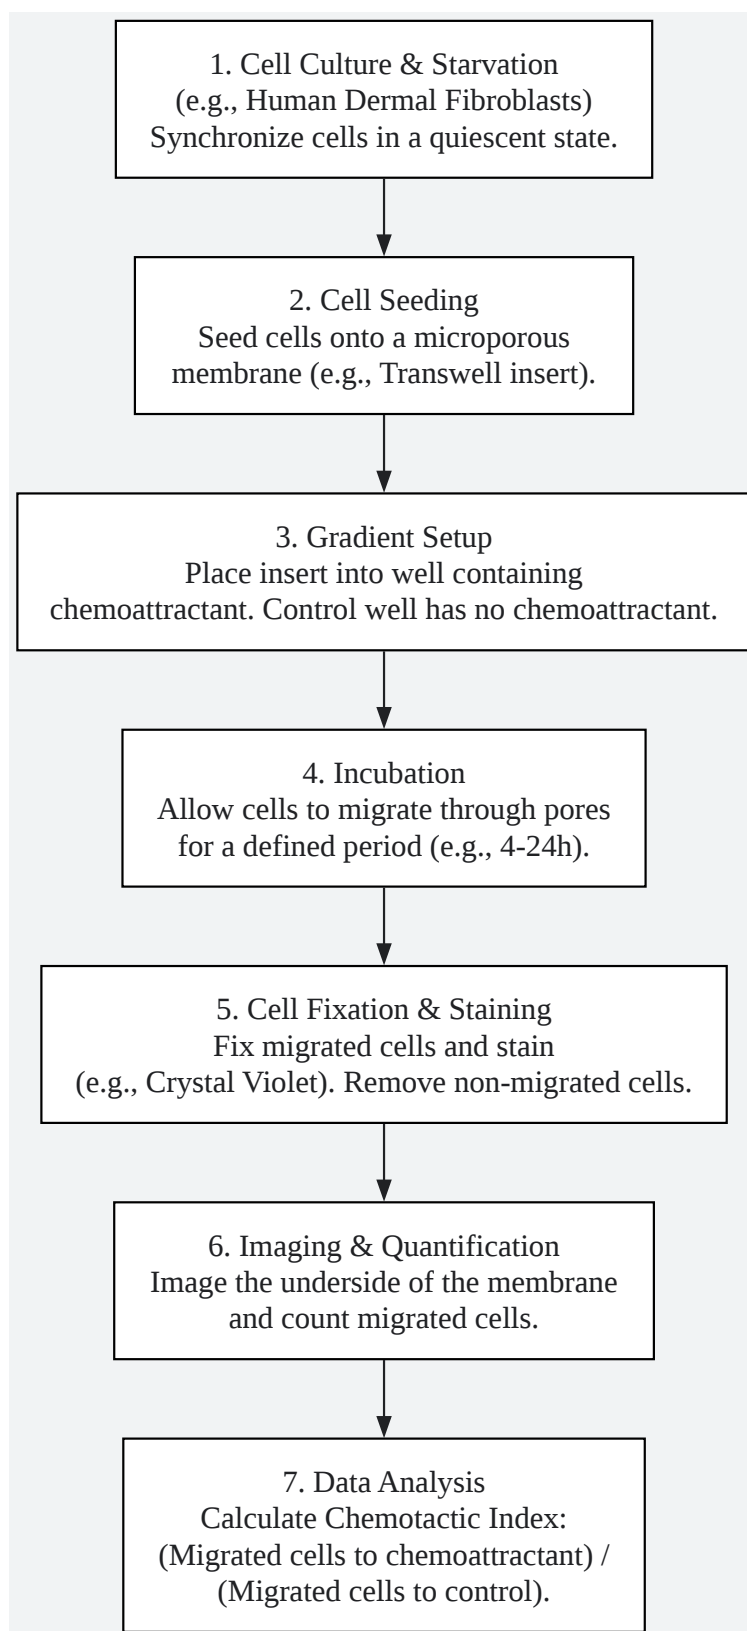 1. Cell Culture & Starvation
(e.g., Human Dermal Fibroblasts)
Synchronize cells in a quiescent state.
2. Cell Seeding
Seed cells onto a microporous
membrane (e.g., Transwell insert).
3. Gradient Setup
Place insert into well containing
chemoattractant. Control well has no chemoattractant.
4. Incubation
Allow cells to migrate through pores
for a defined period (e.g., 4-24h).
5. Cell Fixation & Staining
Fix migrated cells and stain
(e.g., Crystal Violet). Remove non-migrated cells.
6. Imaging & Quantification
Image the underside of the membrane
and count migrated cells.
7. Data Analysis
Calculate Chemotactic Index:
(Migrated cells to chemoattractant) /
(Migrated cells to control).